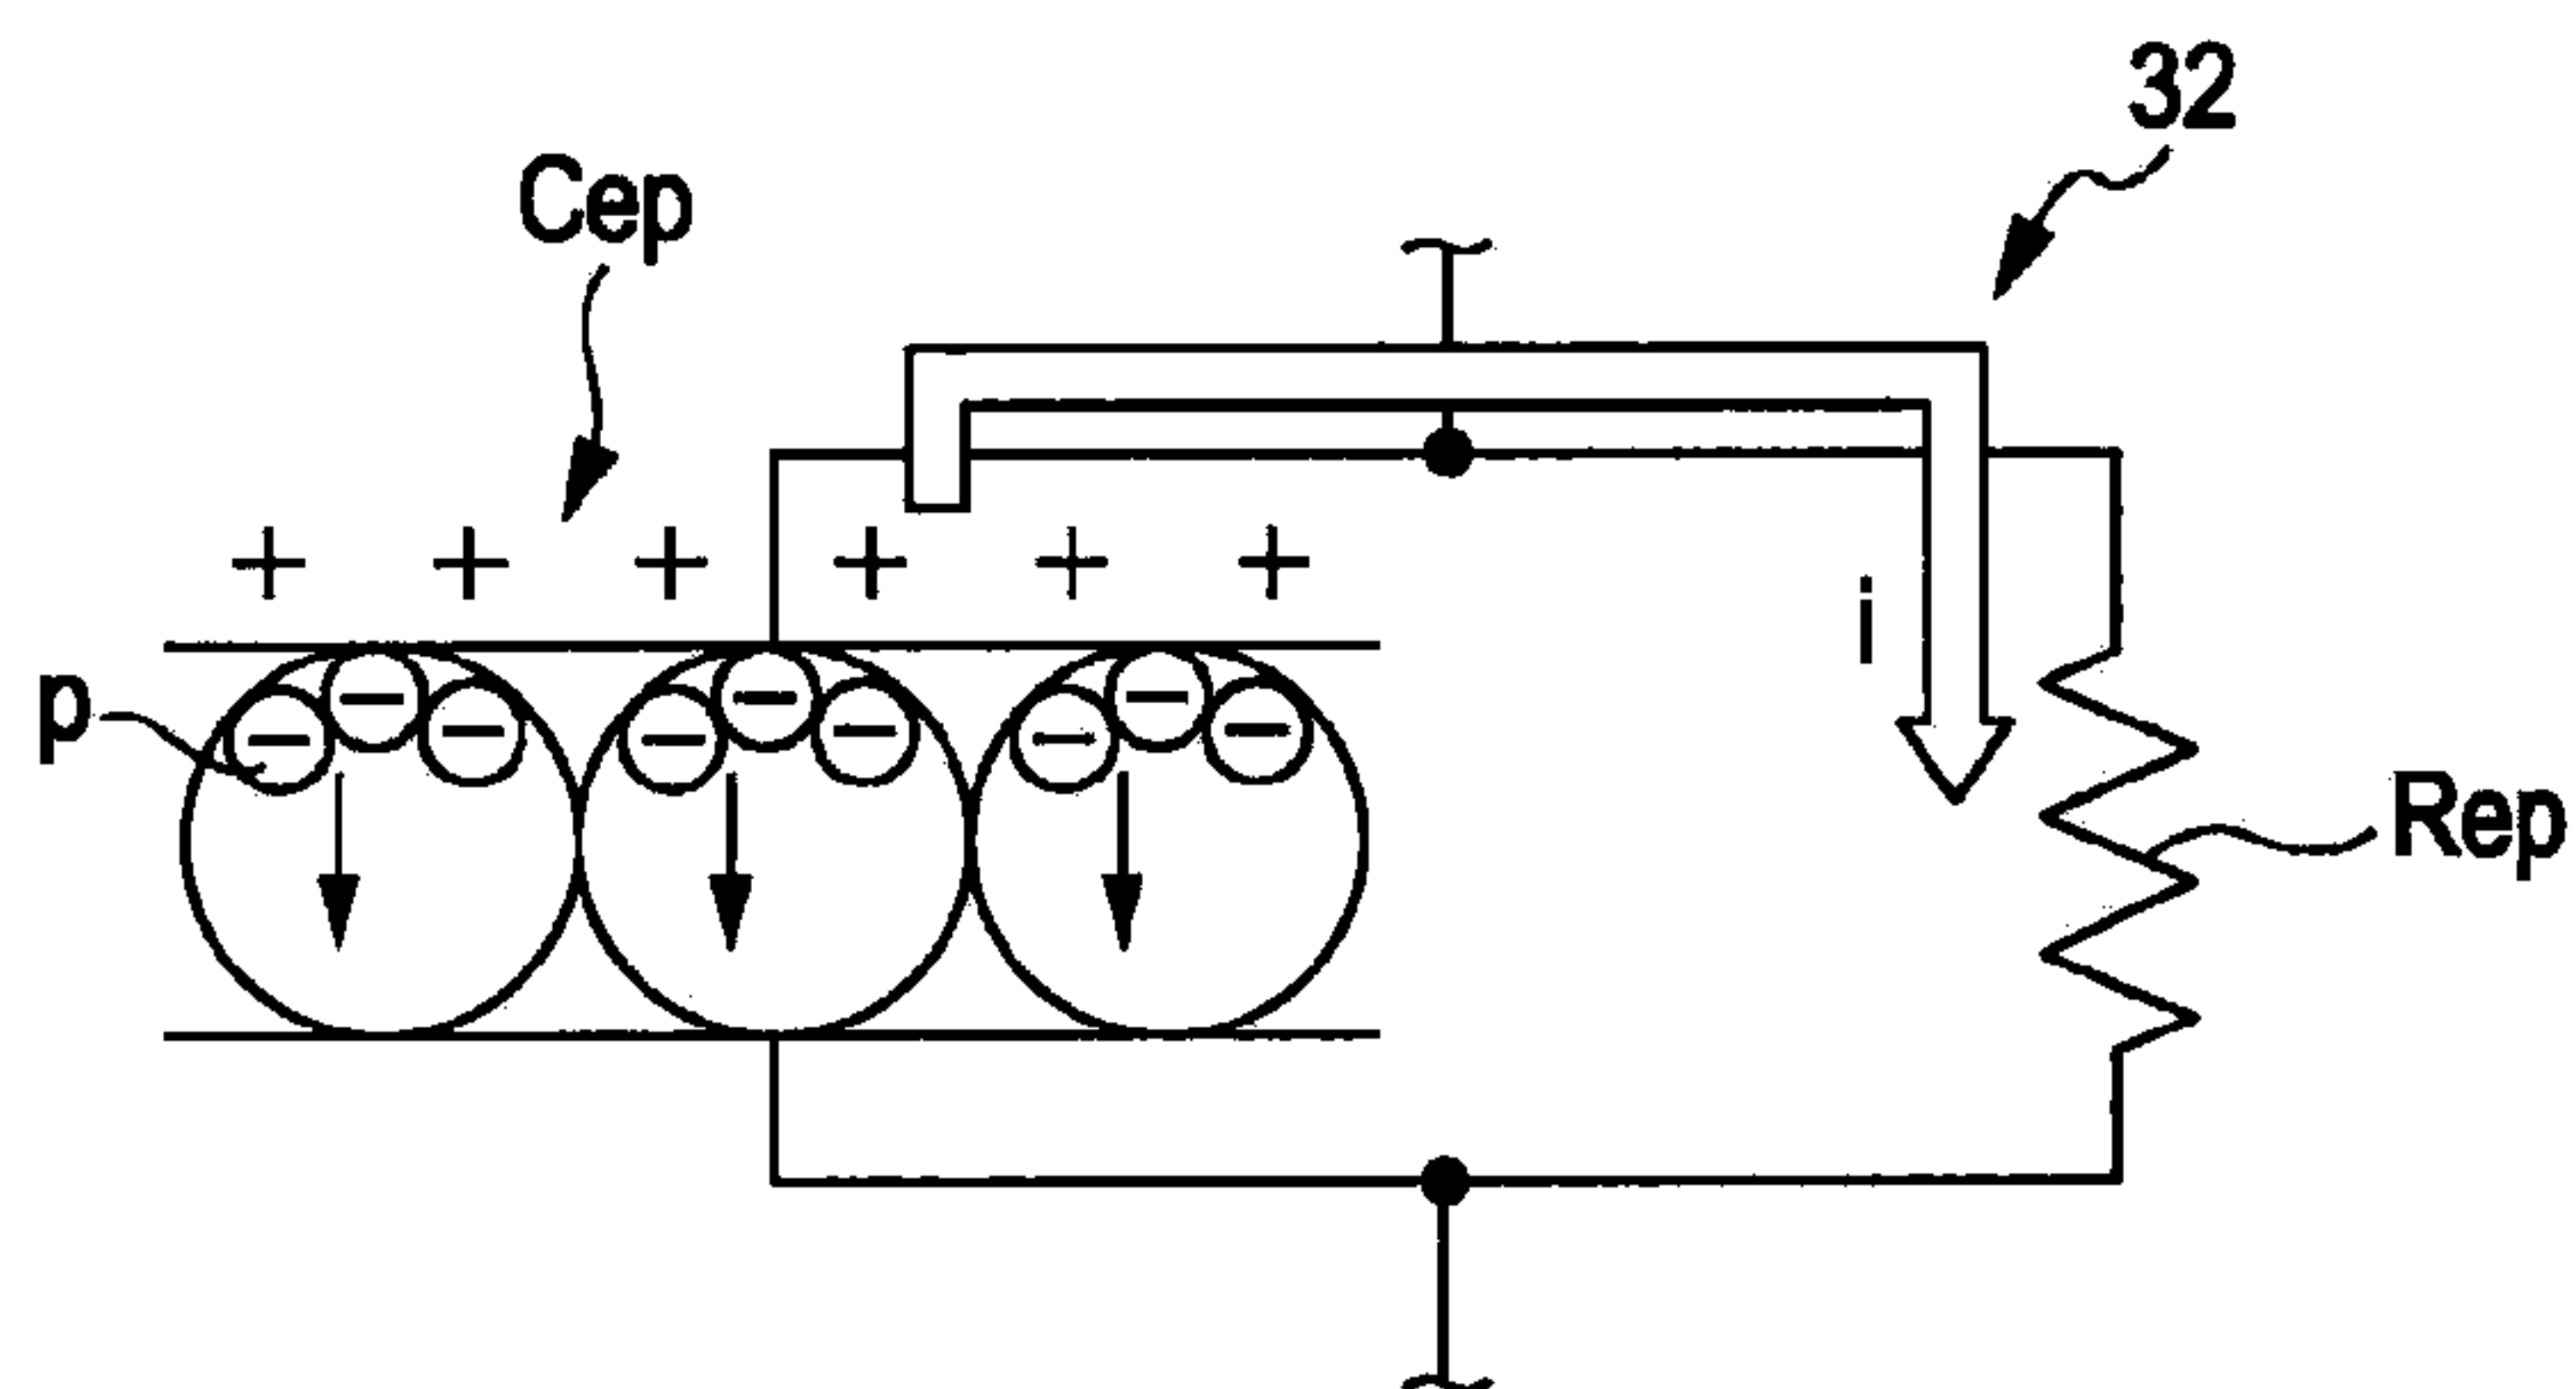 32
Cep
+ + + + + +
i
p
- - - - - - - - -
Rep